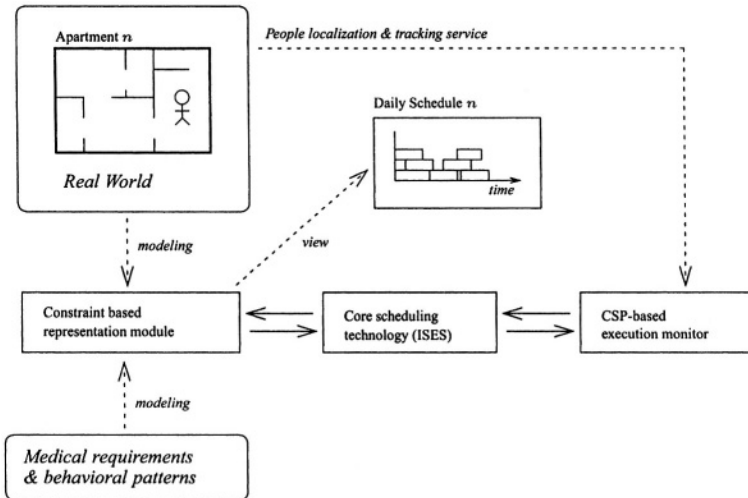 Apartment n
People localization & tracking service
Real World
Daily Schedule n
time
modeling
view
Constraint based
representation module
Core scheduling
technology (ISES)
CSP-based
execution monitor
modeling
Medical requirements
& behavioral patterns